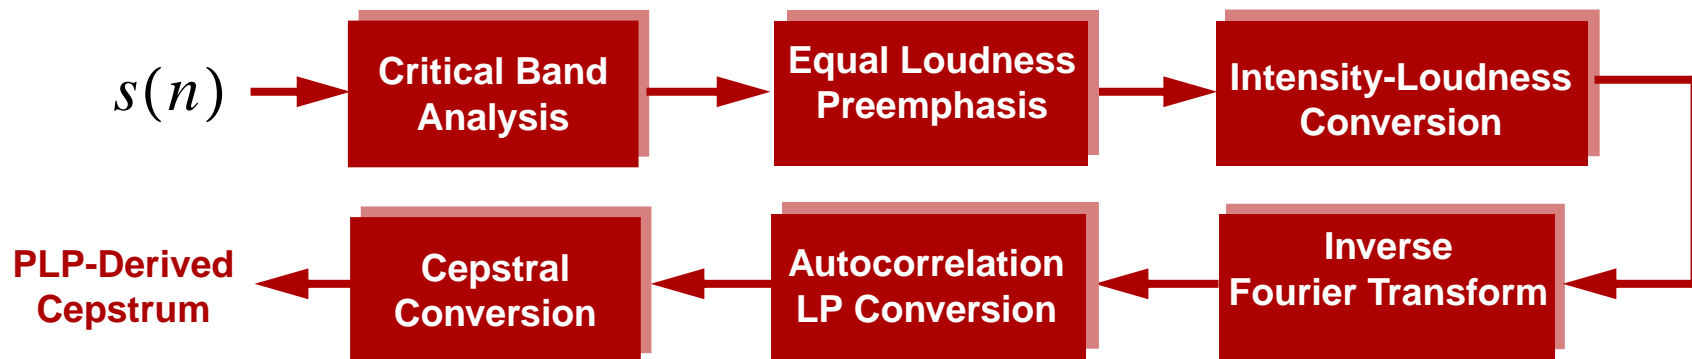 s(n)
Critical Band
Analysis
Equal Loudness
Preemphasis
Intensity-Loudness
Conversion
Inverse
Fourier Transform
Autocorrelation
LP Conversion
Cepstral
Conversion
PLP-Derived
Cepstrum